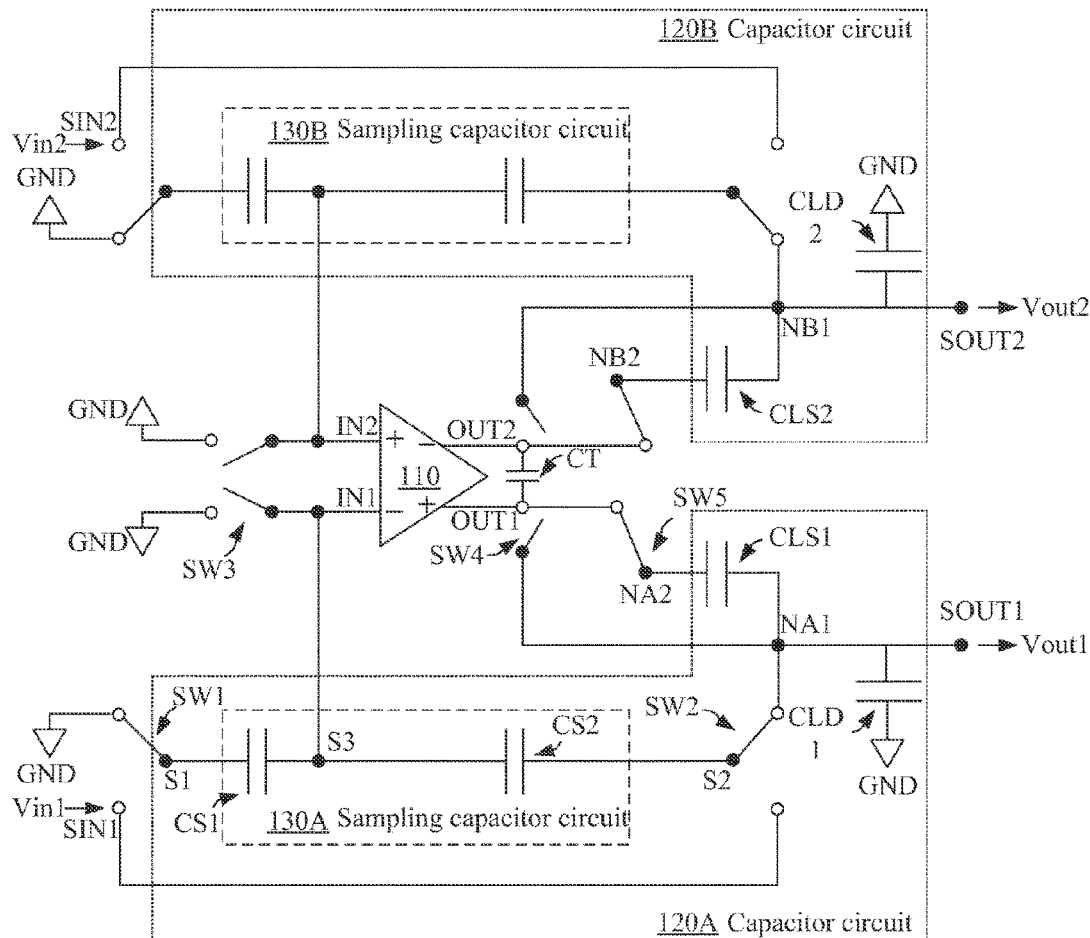 120B Capacitor circuit
SIN2
Vin2
GND
130B Sampling capacitor circuit
GND
CLD
2
Vout2
NB1
SOUT2
NB2
CLS2
GND
IN2
+
−
OUT2
CT
110
IN1
−
+
OUT1
SW5
GND
SW3
SW4
CLS1
NA2
NA1
SOUT1
Vout1
SW1
S3
CS2
SW2
CLD
1
GND
S1
S2
GND
Vin1
SIN1
CS1
130A Sampling capacitor circuit
120A Capacitor circuit